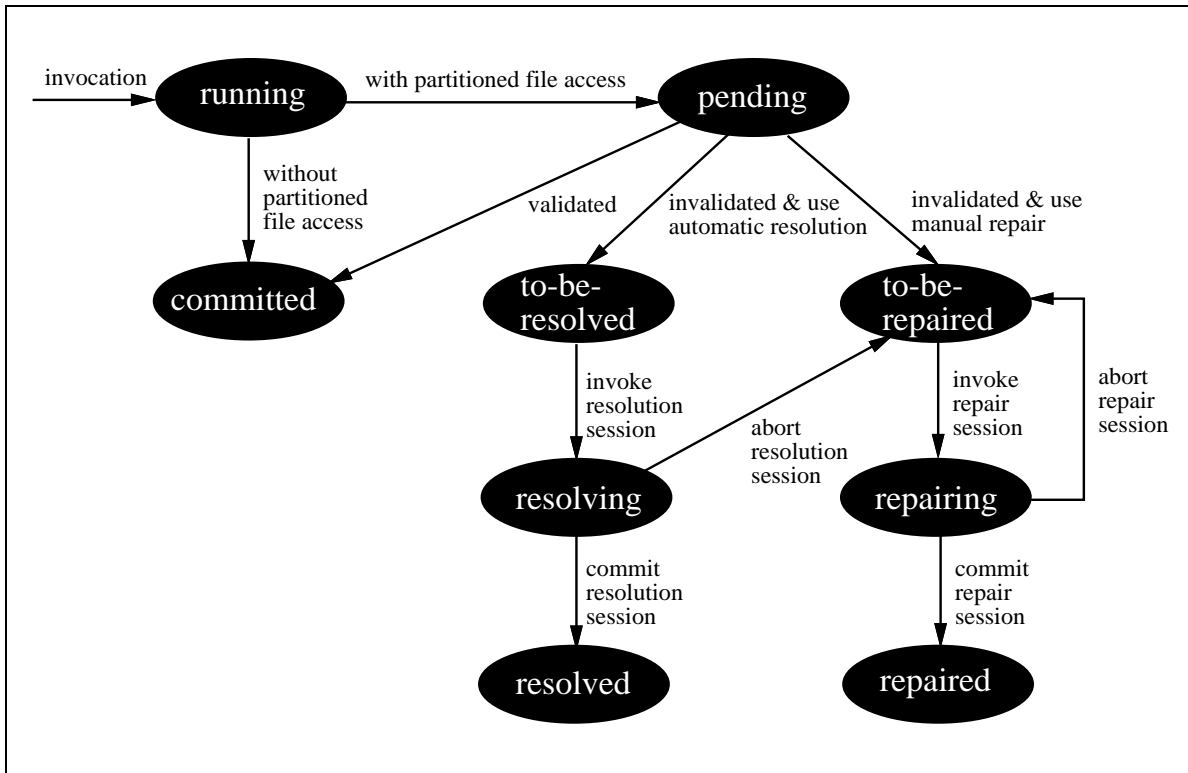 invocation
running
with partitioned file access
pending
without
partitioned
file access
validated
invalidated & use
automatic resolution
invalidated & use
manual repair
committed
to-be-
resolved
to-be-
repaired
invoke
resolution
session
abort
resolution
session
invoke
repair
session
abort
repair
session
resolving
repairing
commit
resolution
session
commit
repair
session
resolved
repaired